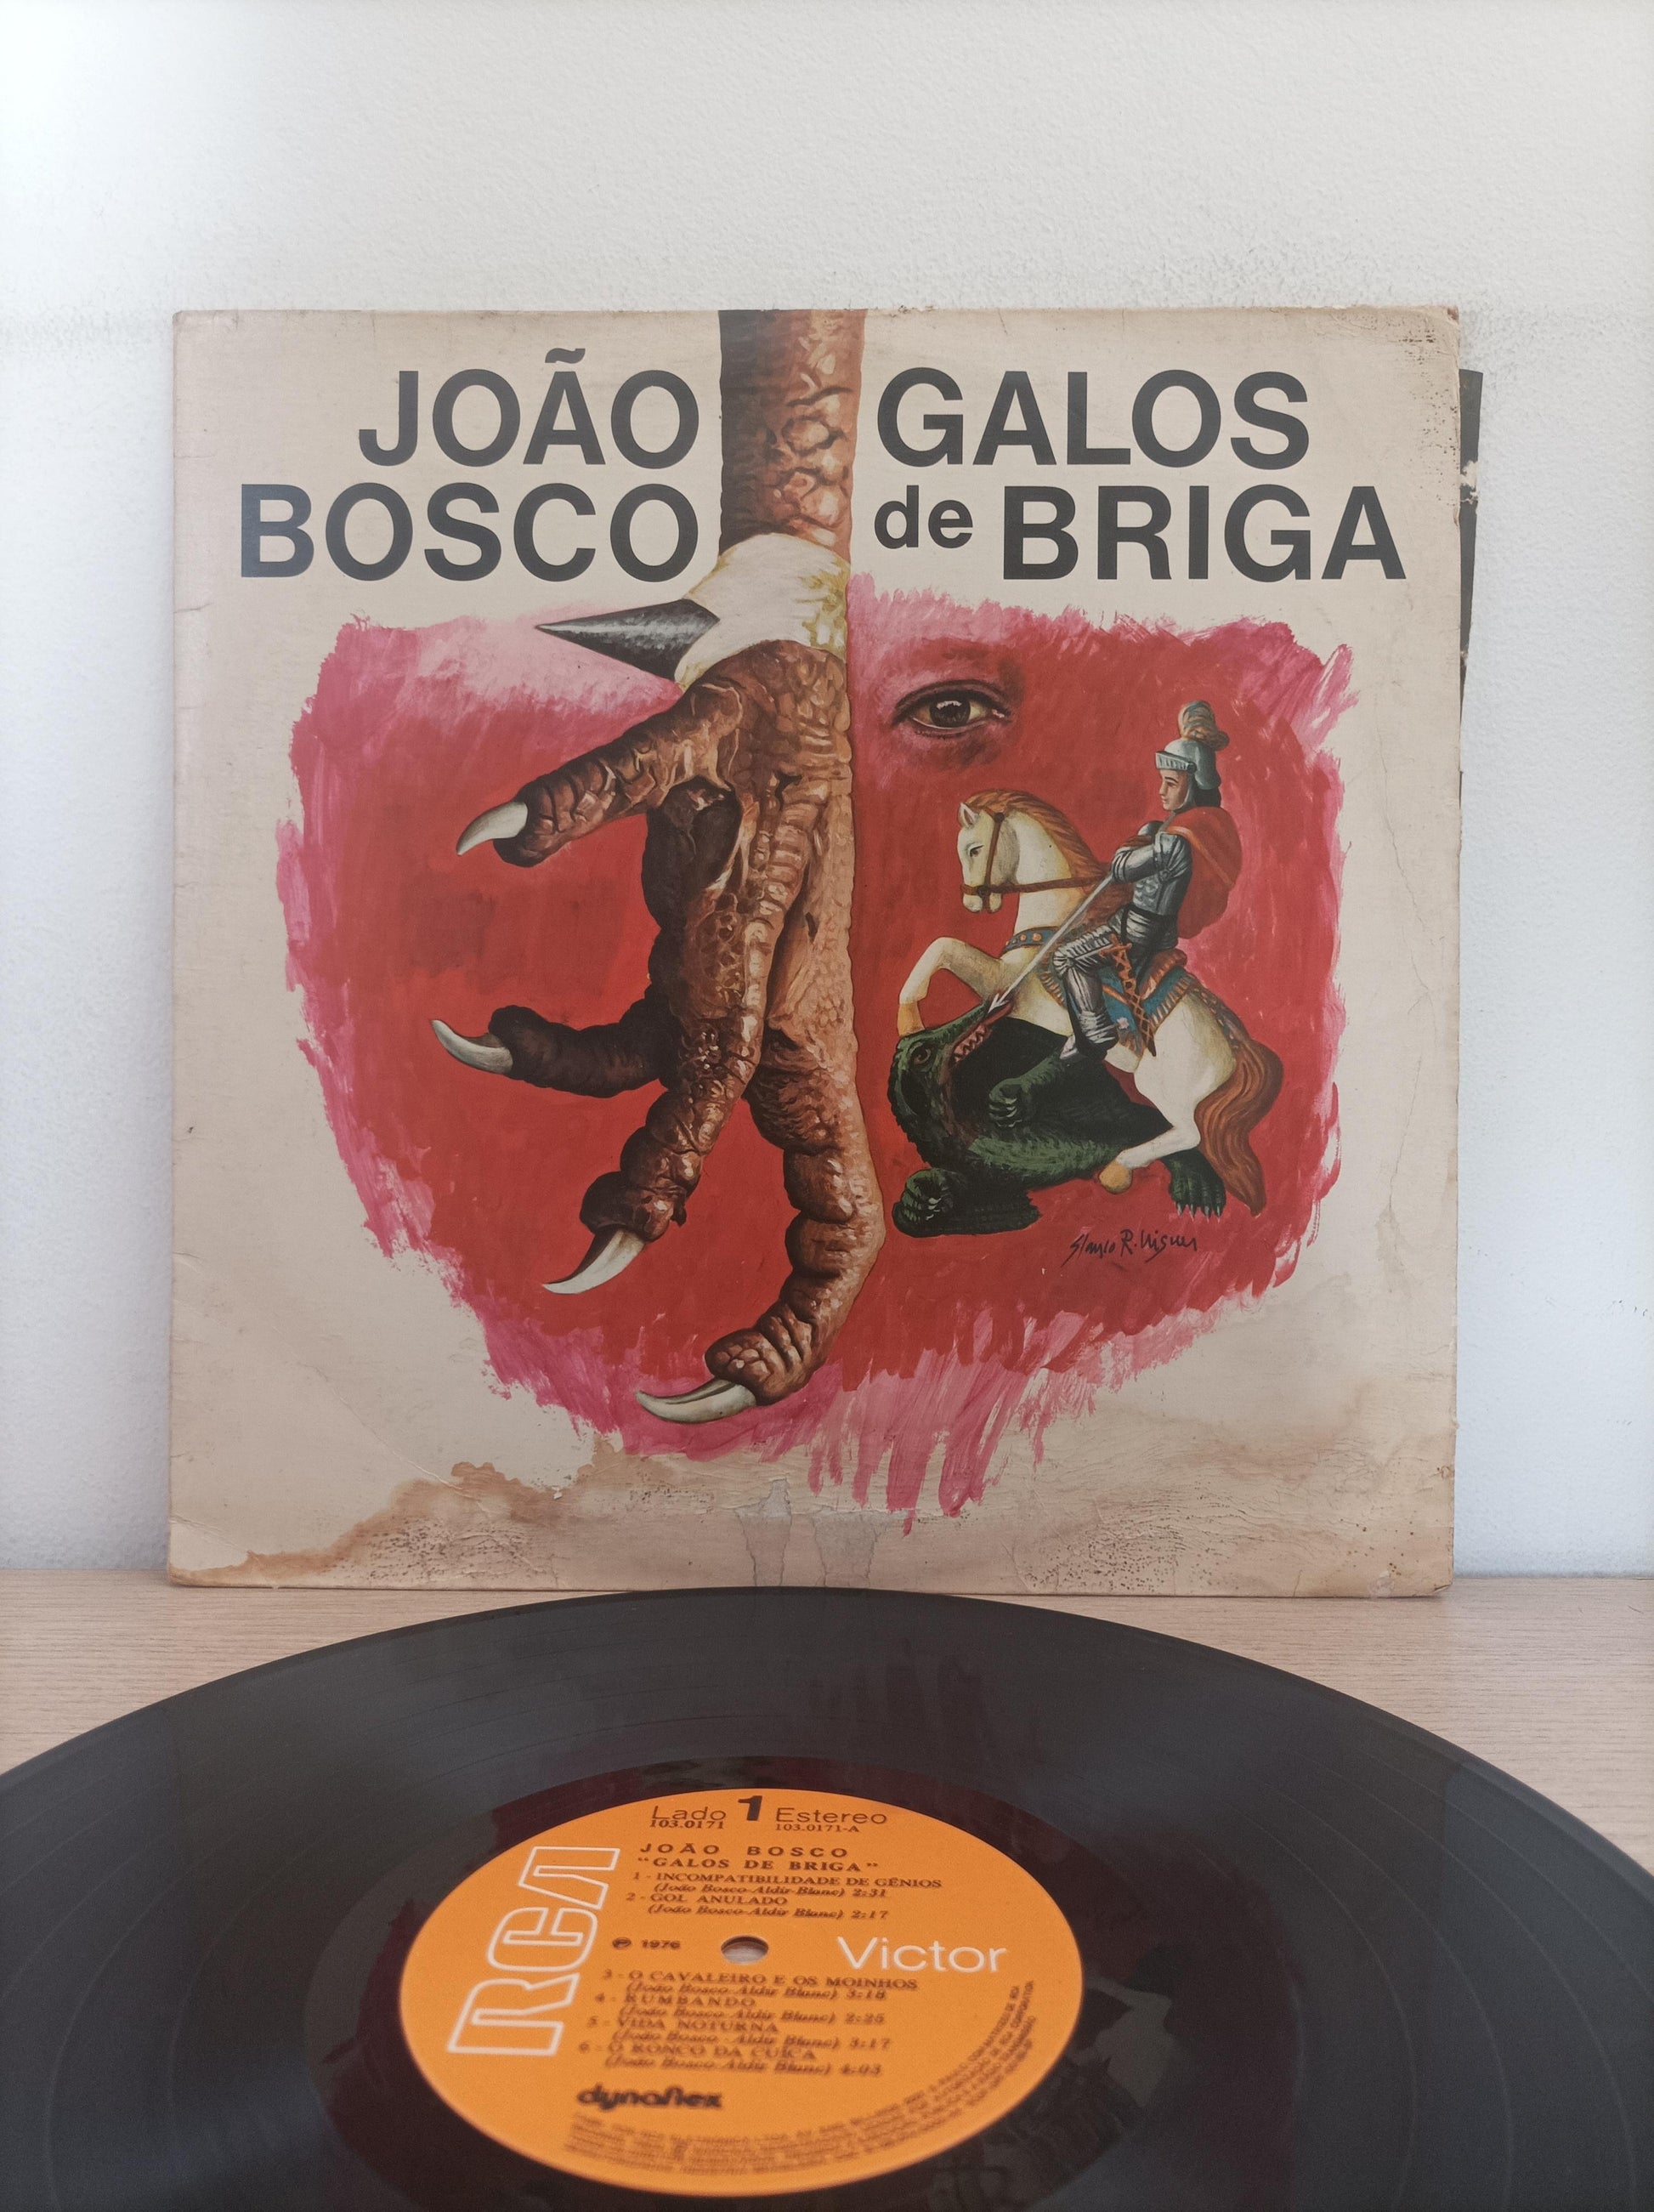 JOÃO
BOSCO
GALOS
de BRIGA
Lado 1 Estereo
103.0171 103.0171-A
JOÃO BOSCO
"GALOS DE BRIGA"
1 - INCOMPATIBILIDADE DE GÊNIOS
(João Bosco-Aldir Blanc) 2:31
2 - GOL ANULADO
(João Bosco-Aldir Blanc) 2:17
RCA
℗ 1976
Victor
3 - O CAVALEIRO E OS MOINHOS
(João Bosco-Aldir Blanc) 3:18
4 - RUMBANDO
(João Bosco-Aldir Blanc) 2:25
5 - VIDA NOTURNA
(João Bosco - Aldir Blanc) 3:17
6 - O RONCO DA CUICA
(João Bosco-Aldir Blanc) 4:03
dynaflex